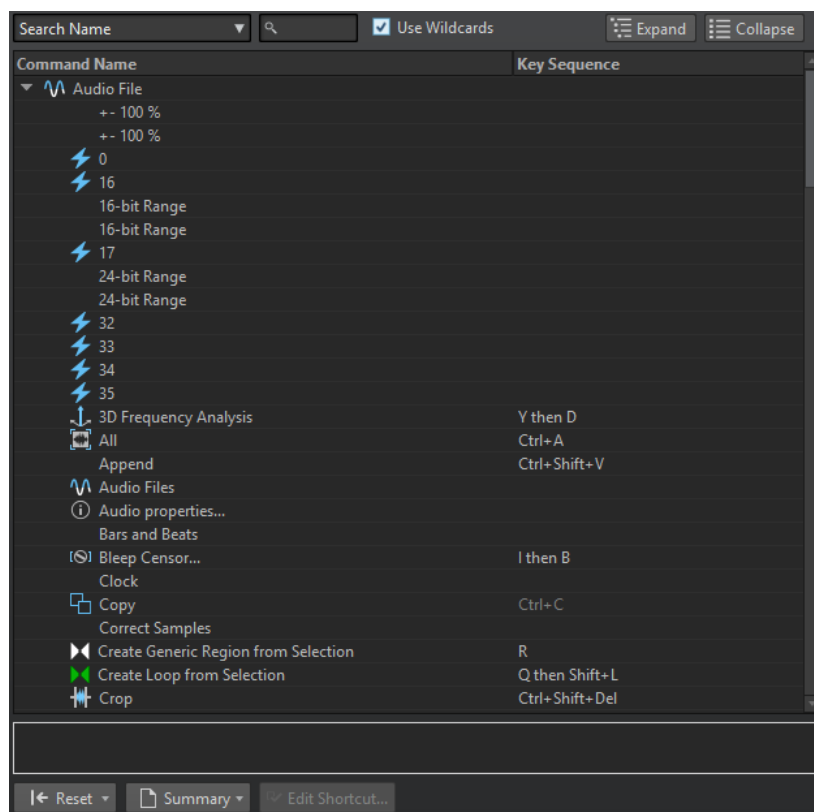 Search Name Use Wildcards Expand Collapse
Command Name Key Sequence
Audio File
+- 100 %
+- 100 %
0
16
16-bit Range
16-bit Range
17
24-bit Range
24-bit Range
32
33
34
35
3D Frequency Analysis Y then D
All Ctrl+A
Append Ctrl+Shift+V
Audio Files
Audio properties...
Bars and Beats
Bleep Censor... I then B
Clock
Copy Ctrl+C
Correct Samples
Create Generic Region from Selection R
Create Loop from Selection Q then Shift+L
Crop Ctrl+Shift+Del
Reset Summary Edit Shortcut...